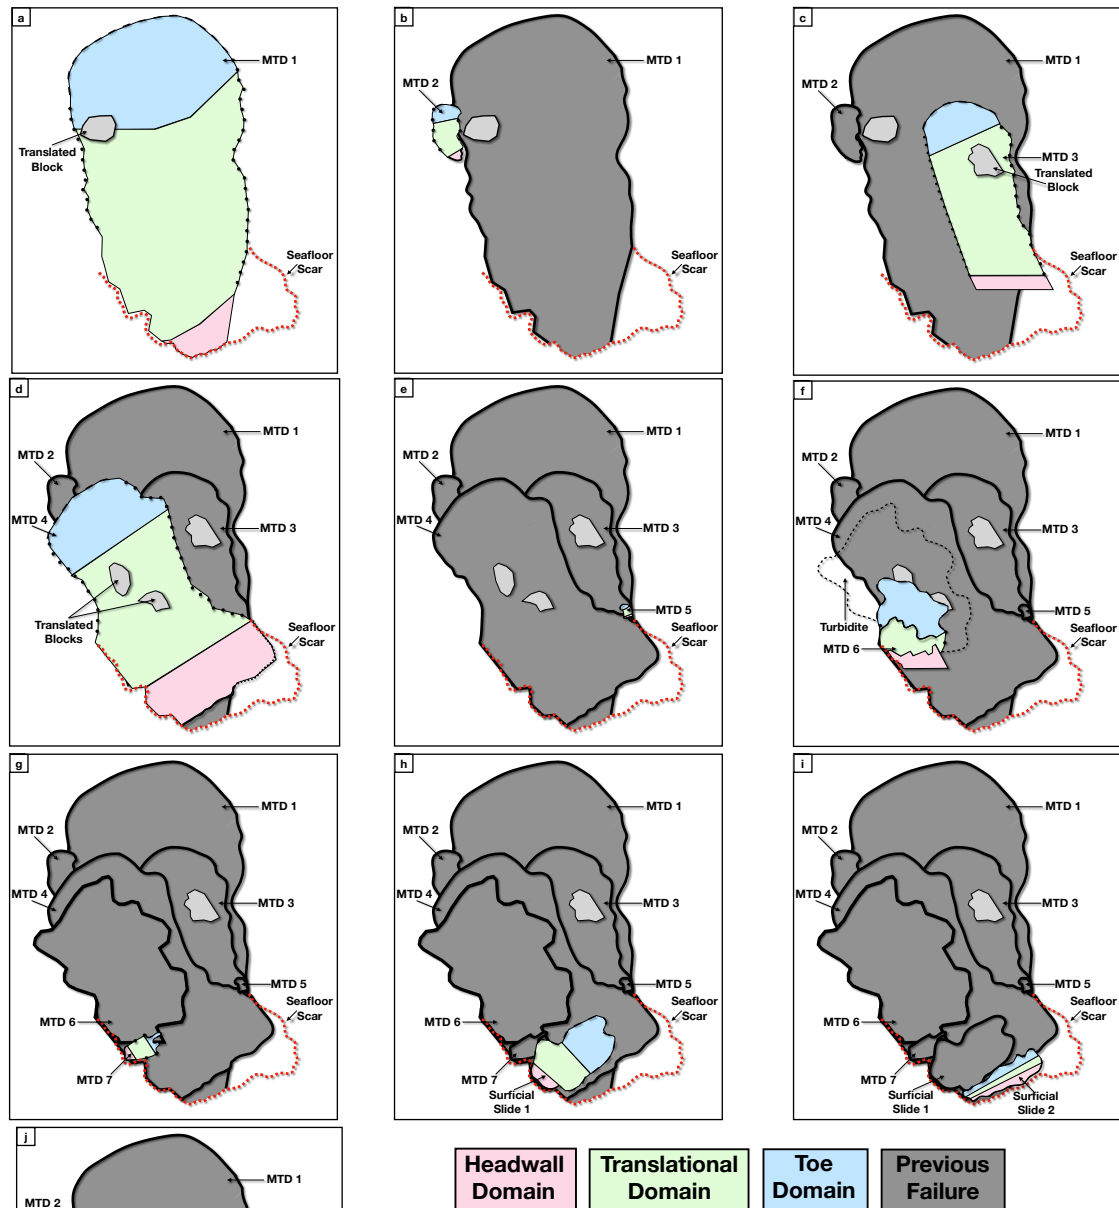 a
MTD 1
Translated
Block
Seafloor
Scar
b
MTD 1
MTD 2
Seafloor
Scar
c
MTD 1
MTD 2
MTD 3
Translated
Block
Seafloor
Scar
d
MTD 1
MTD 2
MTD 4
MTD 3
Translated
Blocks
Seafloor
Scar
e
MTD 1
MTD 2
MTD 4
MTD 3
MTD 5
Seafloor
Scar
f
MTD 1
MTD 2
MTD 4
MTD 3
MTD 5
Turbidite
Seafloor
Scar
MTD 6
g
MTD 1
MTD 2
MTD 4
MTD 3
MTD 5
Seafloor
Scar
MTD 6
MTD 7
h
MTD 1
MTD 2
MTD 4
MTD 3
MTD 5
Seafloor
Scar
MTD 6
MTD 7
Surficial
Slide 1
i
MTD 1
MTD 2
MTD 4
MTD 3
MTD 5
Seafloor
Scar
MTD 6
MTD 7
Surficial
Slide 1
Surficial
Slide 2
j
MTD 1
MTD 2
Headwall
Domain
Translational
Domain
Toe
Domain
Previous
Failure